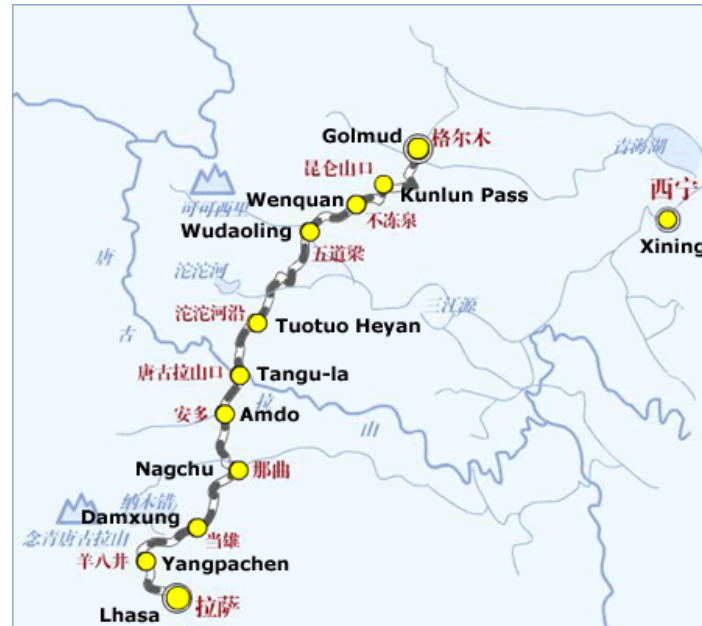 Golmud
格尔木
青海湖
昆仑山口
Kunlun Pass
西宁
Wenquan
不冻泉
可可西里
Wudaoling
五道梁
Xining
唐
沱沱河
三江源
沱沱河沿
Tuotuo Heyan
古
唐古拉山口
Tangu-la
拉
安多
Amdo
山
Nagchu
那曲
纳木错
Damxung
当雄
念青唐古拉山
羊八井
Yangpachen
Lhasa
拉萨